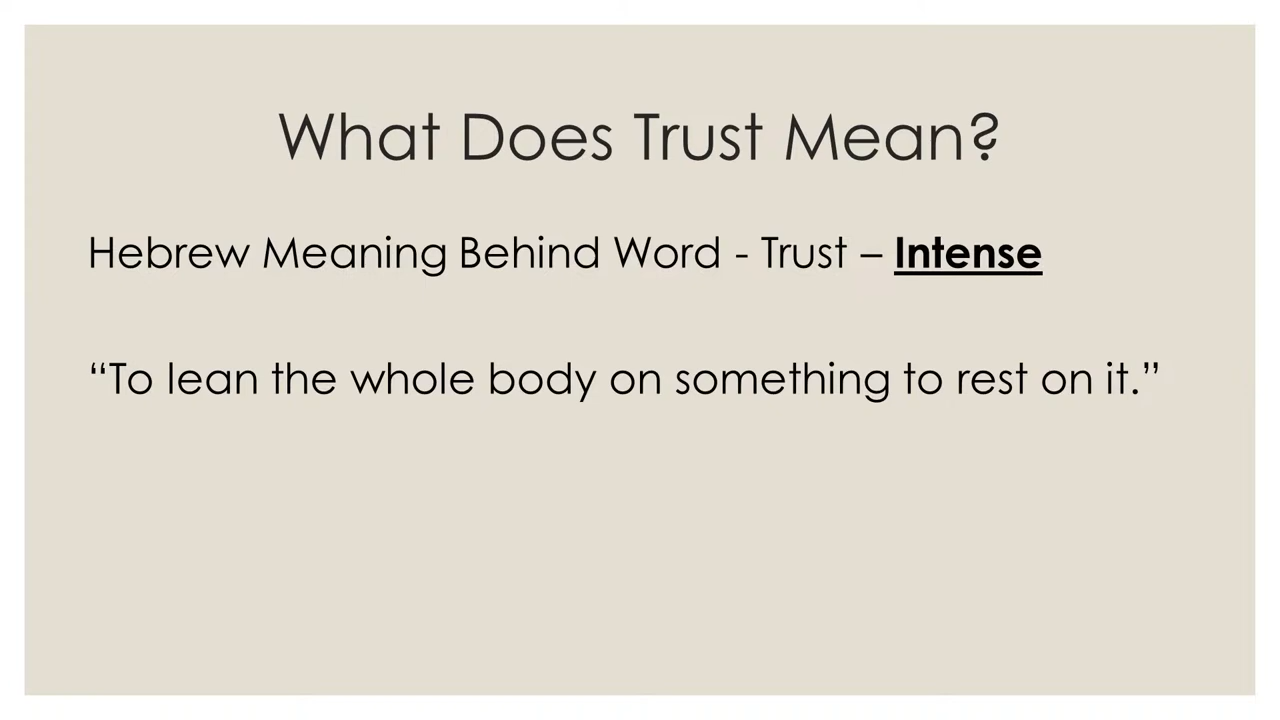 What Does Trust Mean?
Hebrew Meaning Behind Word - Trust – Intense
“To lean the whole body on something to rest on it.”